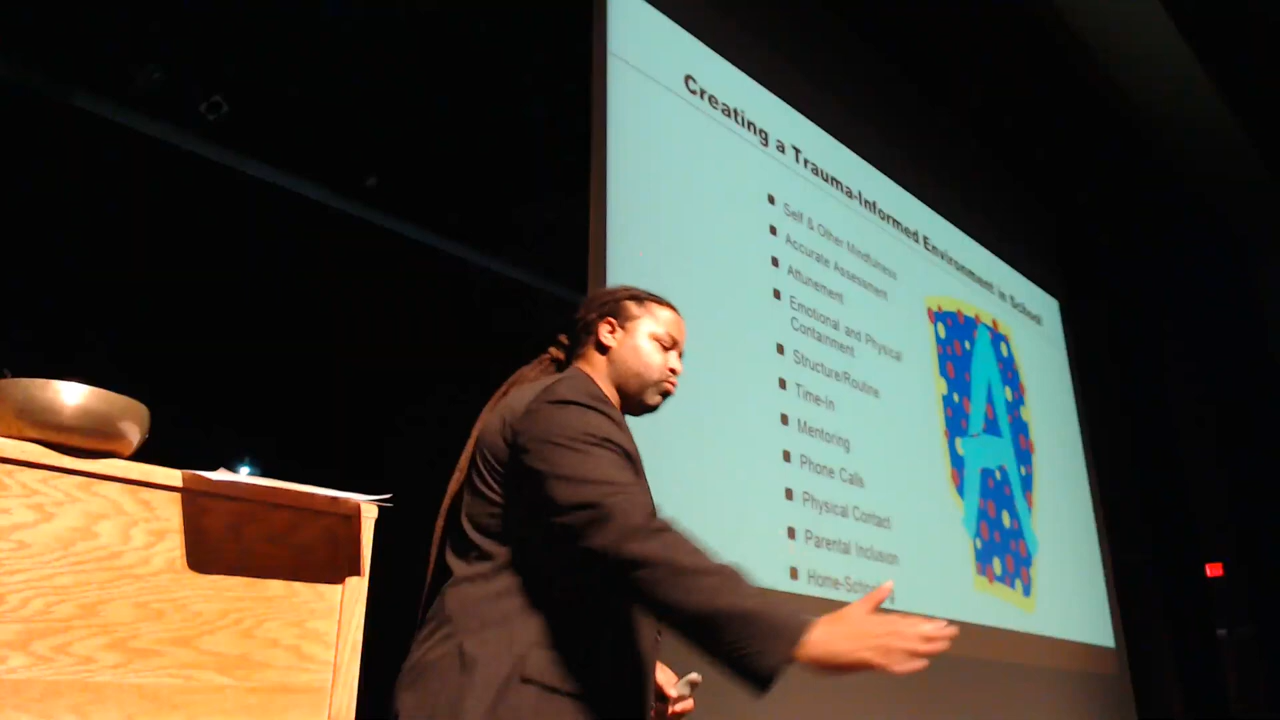 Creating a Trauma-Informed Environment in School
Self & Other Mindfulness
Accurate Assessment
Attunement
Emotional and Physical
Containment
Structure/Routine
Time-In
Mentoring
Phone Calls
Physical Contact
Parental Inclusion
A